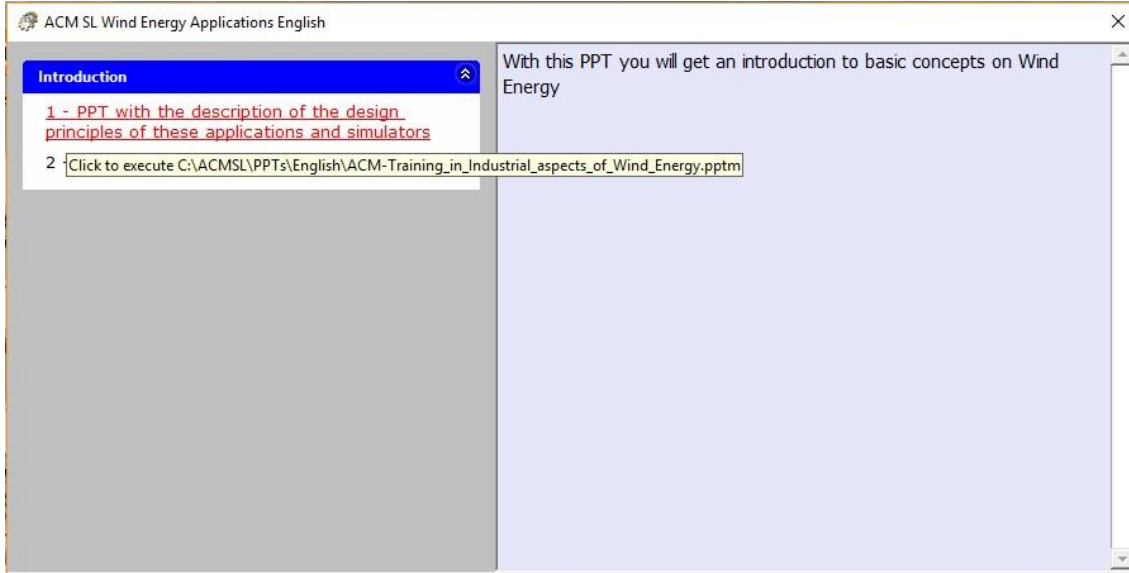 ACM SL Wind Energy Applications English
Introduction
1 - PPT with the description of the design
principles of these applications and simulators
2 -
Click to execute C:\ACMSL\PPTs\English\ACM-Training_in_Industrial_aspects_of_Wind_Energy.pptm
With this PPT you will get an introduction to basic concepts on Wind
Energy